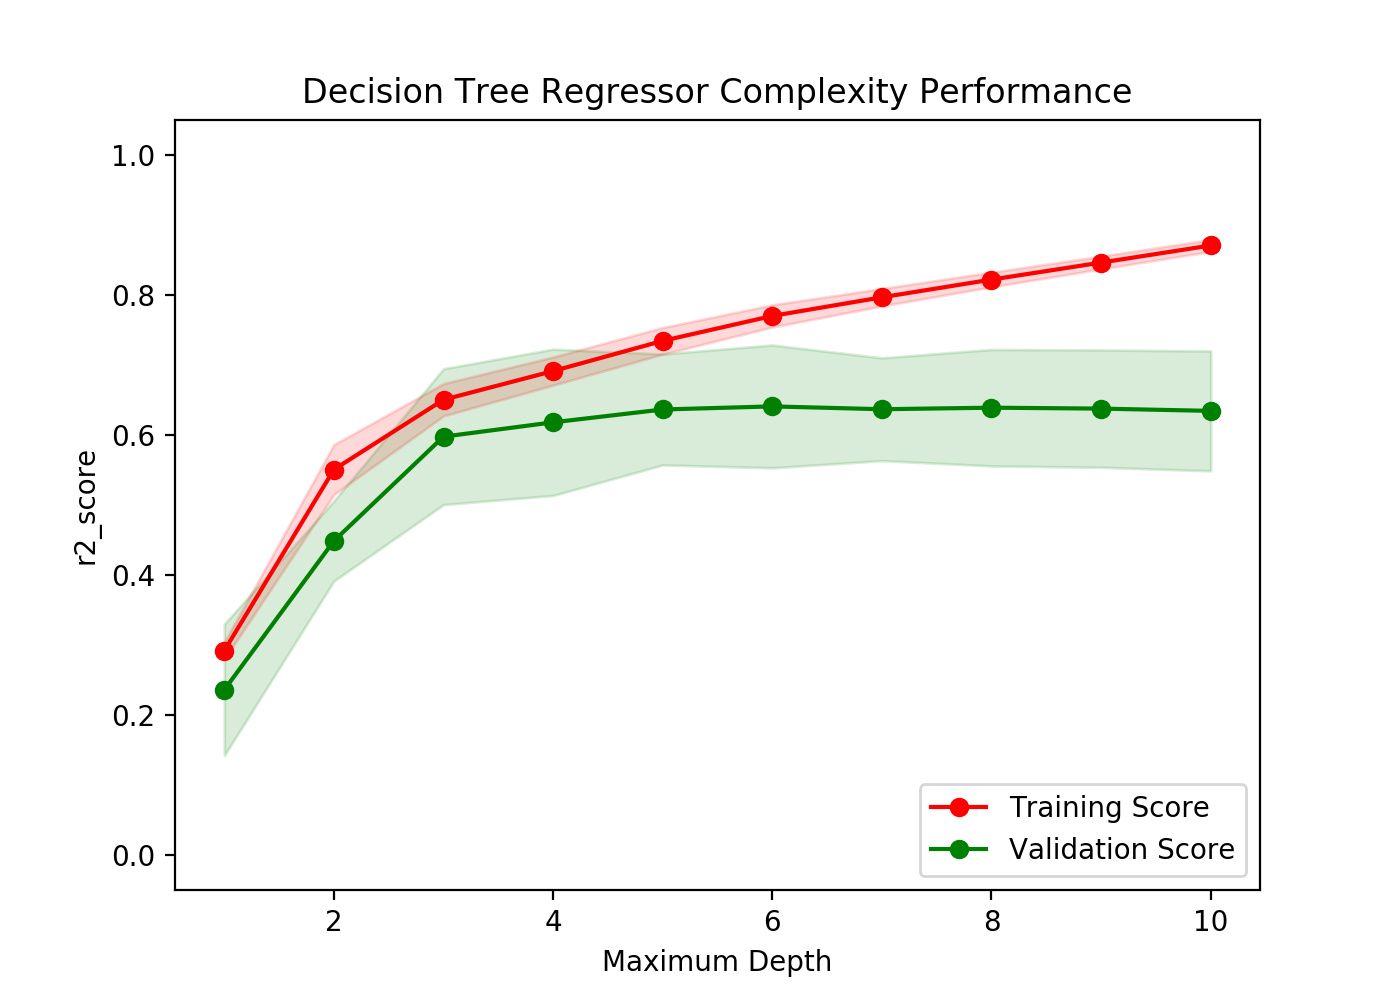 Decision Tree Regressor Complexity Performance
1.0
0.8
0.6
0.4
0.2
0.0
r2_score
2 4 6 8 10
Maximum Depth
Training Score
Validation Score